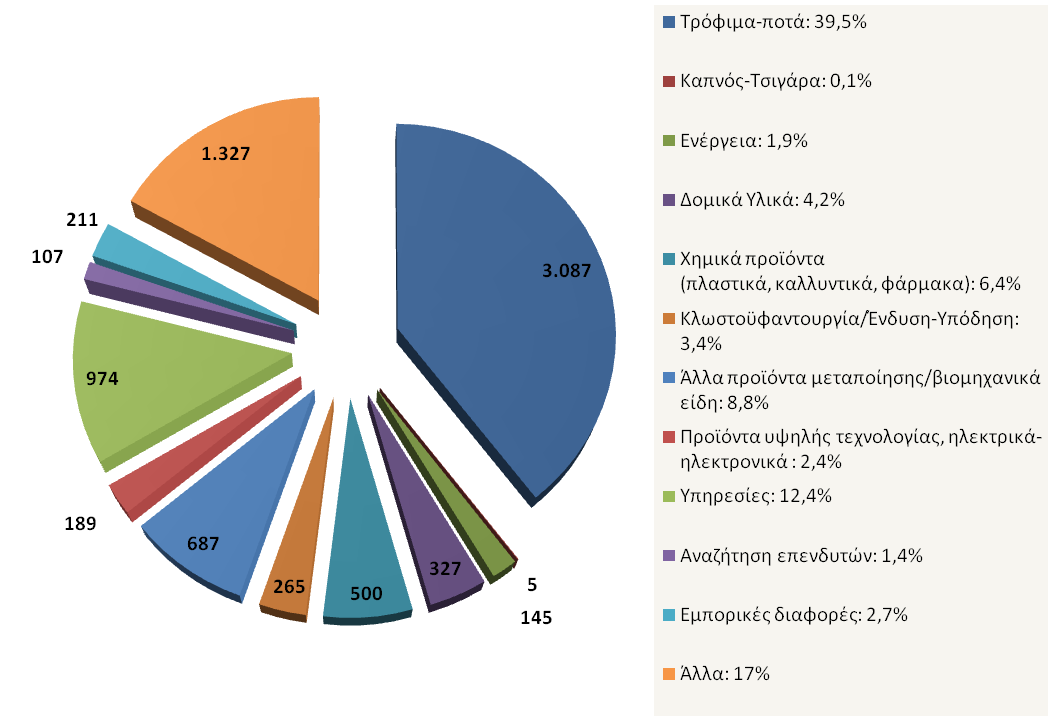 1.327
211
107
3.087
974
189
687
265
500
327
5
145
Τρόφιμα-ποτά: 39,5%
Καπνός-Τσιγάρα: 0,1%
Ενέργεια: 1,9%
Δομικά Υλικά: 4,2%
Χημικά προϊόντα
(πλαστικά, καλλυντικά, φάρμακα): 6,4%
Κλωστοϋφαντουργία/Ένδυση-Υπόδηση:
3,4%
Άλλα προϊόντα μεταποίησης/βιομηχανικά
είδη: 8,8%
Προϊόντα υψηλής τεχνολογίας, ηλεκτρικά-
ηλεκτρονικά : 2,4%
Υπηρεσίες: 12,4%
Αναζήτηση επενδυτών: 1,4%
Εμπορικές διαφορές: 2,7%
Άλλα: 17%